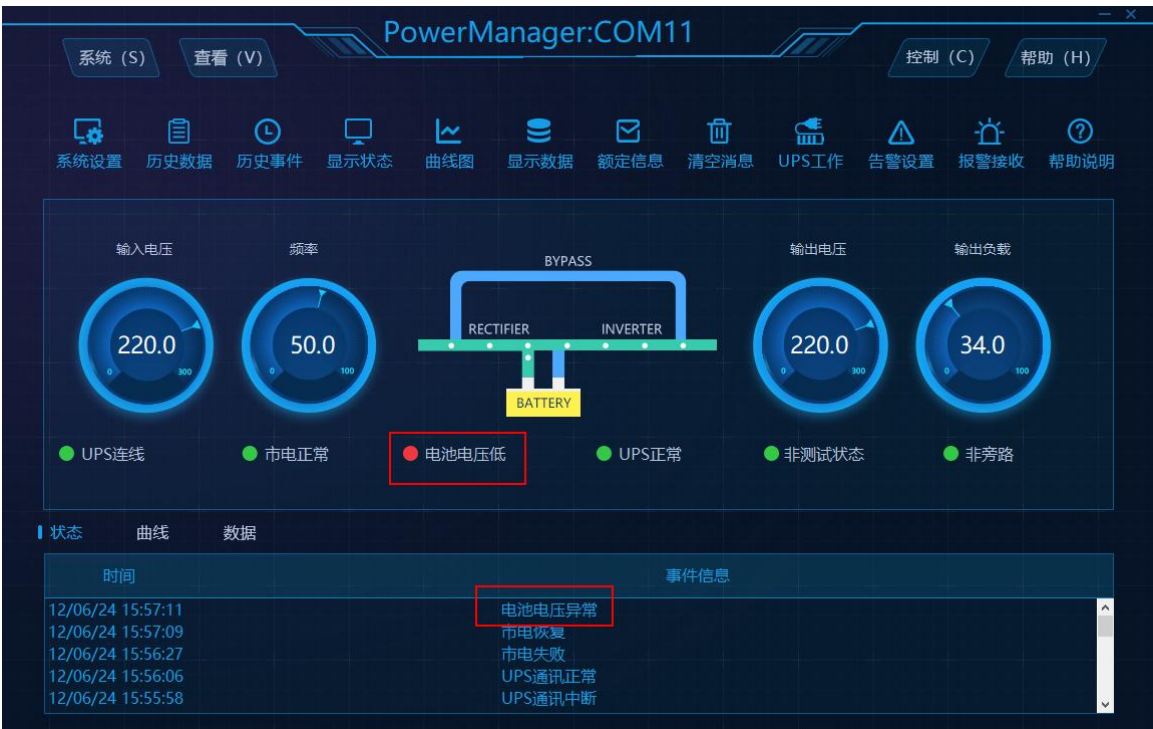 PowerManager:COM11
系统 (S) 查看 (V) 控制 (C) 帮助 (H)
系统设置 历史数据 历史事件 显示状态 曲线图 显示数据 额定信息 清空消息 UPS工作 告警设置 报警接收 帮助说明
输入电压 频率 输出电压 输出负载
BYPASS
RECTIFIER INVERTER
220.0 50.0 220.0 34.0
0 300 0 100 0 300 0 100
BATTERY
UPS连线 市电正常 电池电压低 UPS正常 非测试状态 非旁路
状态 曲线 数据
时间 事件信息
12/06/24 15:57:11 电池电压异常
12/06/24 15:57:09 市电恢复
12/06/24 15:56:27 市电失败
12/06/24 15:56:06 UPS通讯正常
12/06/24 15:55:58 UPS通讯中断